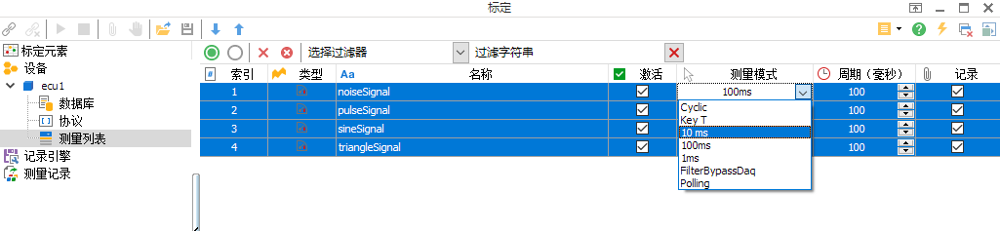 标定
标定元素
设备
ecu1
数据库
协议
测量列表
记录引擎
测量记录
选择过滤器 过滤字符串
# 索引 类型 Aa 名称 激活 测量模式 周期（毫秒） 记录
1 noiseSignal 100ms 100
2 pulseSignal 100
3 sineSignal 100
4 triangleSignal 100
Cyclic
Key T
10 ms
100ms
1ms
FilterBypassDaq
Polling